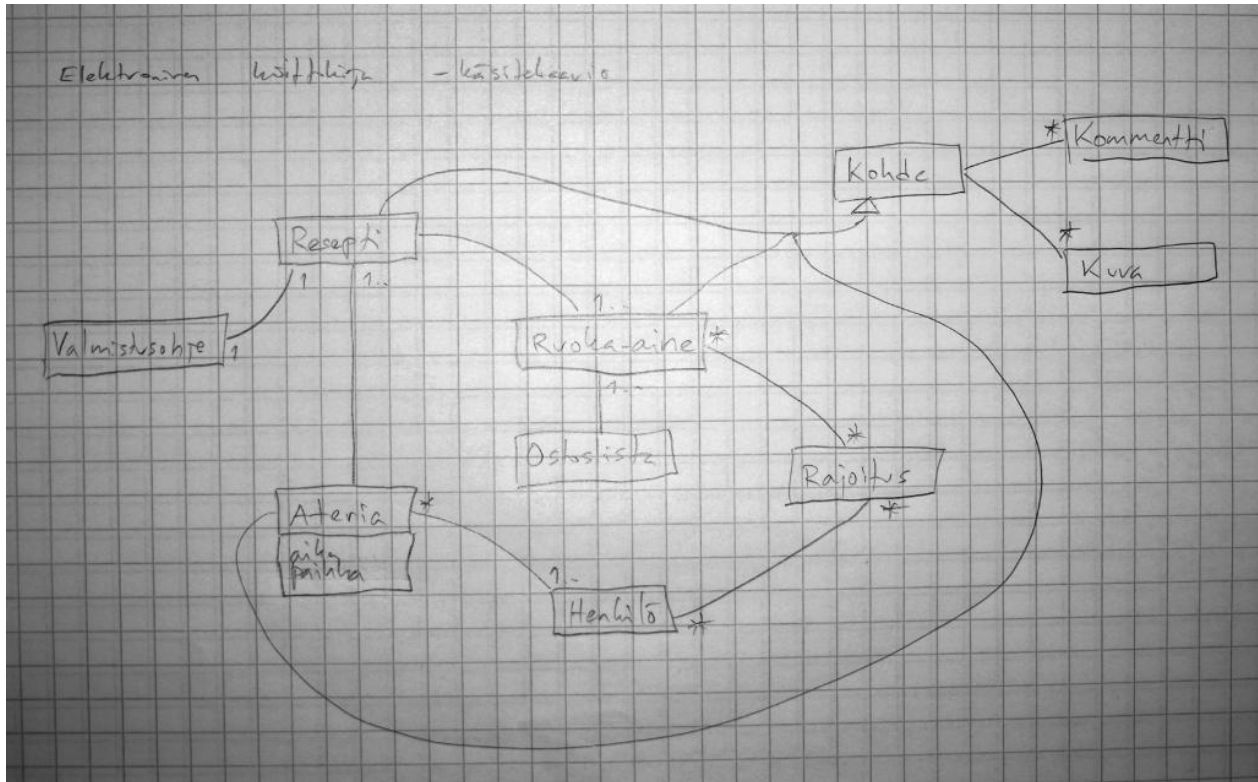 Elektroninen keittokirja -käsitekaavio
* Kommentti
Kohde
* Kuva
Resepti
1 1..
Valmistusohje 1
1..
Ruoka-aine *
1..
Ostoslista
* Rajoitus *
Ateria *
aika
paikka
1..
Henkilö *